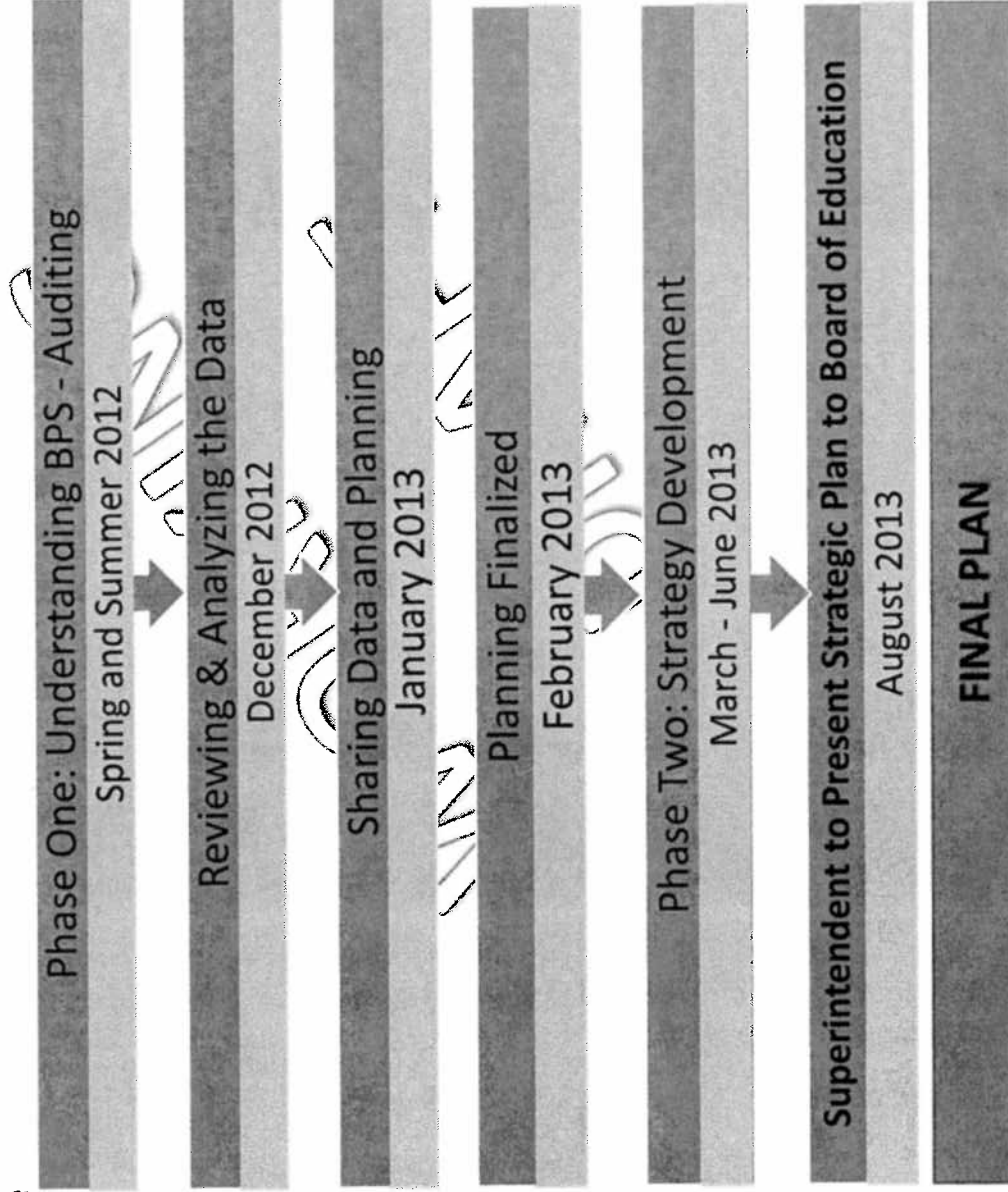 Phase One: Understanding BPS - Auditing
Spring and Summer 2012
Reviewing & Analyzing the Data
December 2012
Sharing Data and Planning
January 2013
Planning Finalized
February 2013
Phase Two: Strategy Development
March - June 2013
Superintendent to Present Strategic Plan to Board of Education
August 2013
FINAL PLAN